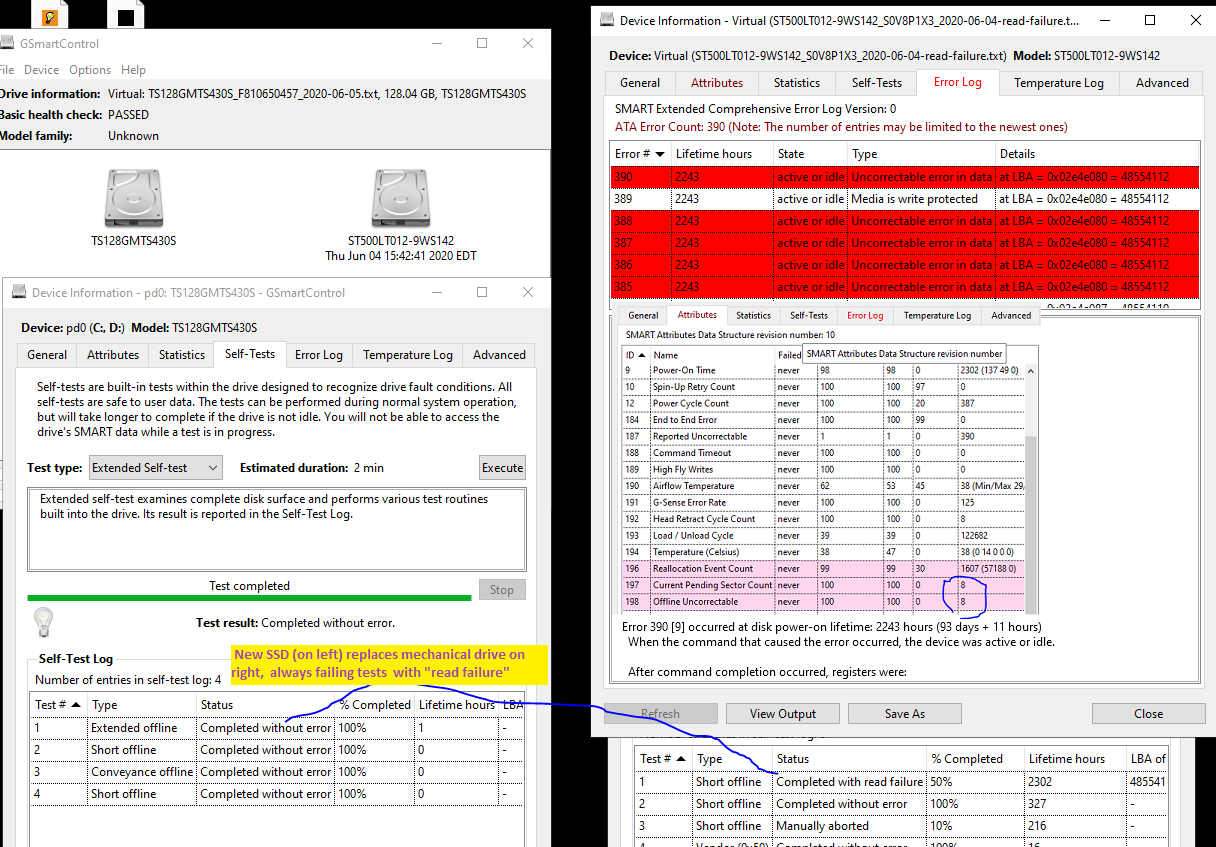 GSmartControl
File Device Options Help
Drive information: Virtual: TS128GMTS430S_F810650457_2020-06-05.txt, 128.04 GB, TS128GMTS430S
Basic health check: PASSED
Model family: Unknown
TS128GMTS430S
ST500LT012-9WS142
Thu Jun 04 15:42:41 2020 EDT
Device Information - pd0: TS128GMTS430S - GSmartControl
Device: pd0 (C:, D:) Model: TS128GMTS430S
General Attributes Statistics Self-Tests Error Log Temperature Log Advanced
Self-tests are built-in tests within the drive designed to recognize drive fault conditions. All
self-tests are safe to user data. The tests can be performed during normal system operation,
but will take longer to complete if the drive is not idle. You will not be able to access the
drive's SMART data while a test is in progress.
Test type: Extended Self-test Estimated duration: 2 min Execute
Extended self-test examines complete disk surface and performs various test routines
built into the drive. Its result is reported in the Self-Test Log.
Test completed Stop
Test result: Completed without error.
New SSD (on left) replaces mechanical drive on
right, always failing tests with "read failure"
Self-Test Log
Number of entries in self-test log: 4
Test # Type Status % Completed Lifetime hours LBA
1 Extended offline Completed without error 100% 1 -
2 Short offline Completed without error 100% 0 -
3 Conveyance offline Completed without error 100% 0 -
4 Short offline Completed without error 100% 0 -
Device Information - Virtual (ST500LT012-9WS142_S0V8P1X3_2020-06-04-read-failure.t...
Device: Virtual (ST500LT012-9WS142_S0V8P1X3_2020-06-04-read-failure.txt) Model: ST500LT012-9WS142
General Attributes Statistics Self-Tests Error Log Temperature Log Advanced
SMART Extended Comprehensive Error Log Version: 0
ATA Error Count: 390 (Note: The number of entries may be limited to the newest ones)
Error # Lifetime hours State Type Details
390 2243 active or idle Uncorrectable error in data at LBA = 0x02e4e080 = 48554112
389 2243 active or idle Media is write protected at LBA = 0x02e4e080 = 48554112
388 2243 active or idle Uncorrectable error in data at LBA = 0x02e4e080 = 48554112
387 2243 active or idle Uncorrectable error in data at LBA = 0x02e4e080 = 48554112
386 2243 active or idle Uncorrectable error in data at LBA = 0x02e4e080 = 48554112
385 2243 active or idle Uncorrectable error in data at LBA = 0x02e4e080 = 48554112
General Attributes Statistics Self-Tests Error Log Temperature Log Advanced
SMART Attributes Data Structure revision number: 10
ID Name Failed SMART Attributes Data Structure revision number
9 Power-On Time never 98 98 0 2302 (137 49 0)
10 Spin-Up Retry Count never 100 100 97 0
12 Power Cycle Count never 100 100 20 387
184 End to End Error never 100 100 99 0
187 Reported Uncorrectable never 1 1 0 390
188 Command Timeout never 100 100 0 0
189 High Fly Writes never 100 100 0 0
190 Airflow Temperature never 62 53 45 38 (Min/Max 29/
191 G-Sense Error Rate never 100 100 0 125
192 Head Retract Cycle Count never 100 100 0 8
193 Load / Unload Cycle never 39 39 0 122682
194 Temperature (Celsius) never 38 47 0 38 (0 14 0 0 0)
196 Reallocation Event Count never 99 99 30 1607 (57188 0)
197 Current Pending Sector Count never 100 100 0 8
198 Offline Uncorrectable never 100 100 0 8
Error 390 [9] occurred at disk power-on lifetime: 2243 hours (93 days + 11 hours)
When the command that caused the error occurred, the device was active or idle.
After command completion occurred, registers were:
Refresh View Output Save As Close
Test # Type Status % Completed Lifetime hours LBA of
1 Short offline Completed with read failure 50% 2302 485541
2 Short offline Completed without error 100% 327 -
3 Short offline Manually aborted 10% 216 -